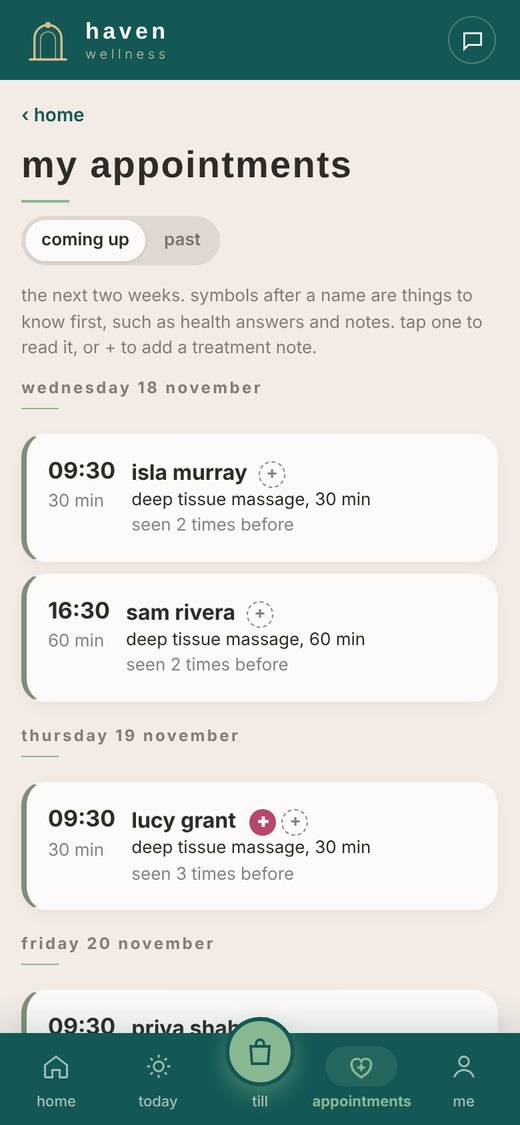 haven
wellness
‹ home
my appointments
coming up past
the next two weeks. symbols after a name are things to
know first, such as health answers and notes. tap one to
read it, or + to add a treatment note.
wednesday 18 november
09:30 isla murray +
30 min deep tissue massage, 30 min
seen 2 times before
16:30 sam rivera +
60 min deep tissue massage, 60 min
seen 2 times before
thursday 19 november
09:30 lucy grant + +
30 min deep tissue massage, 30 min
seen 3 times before
friday 20 november
09:30 priya shah
home today till appointments me